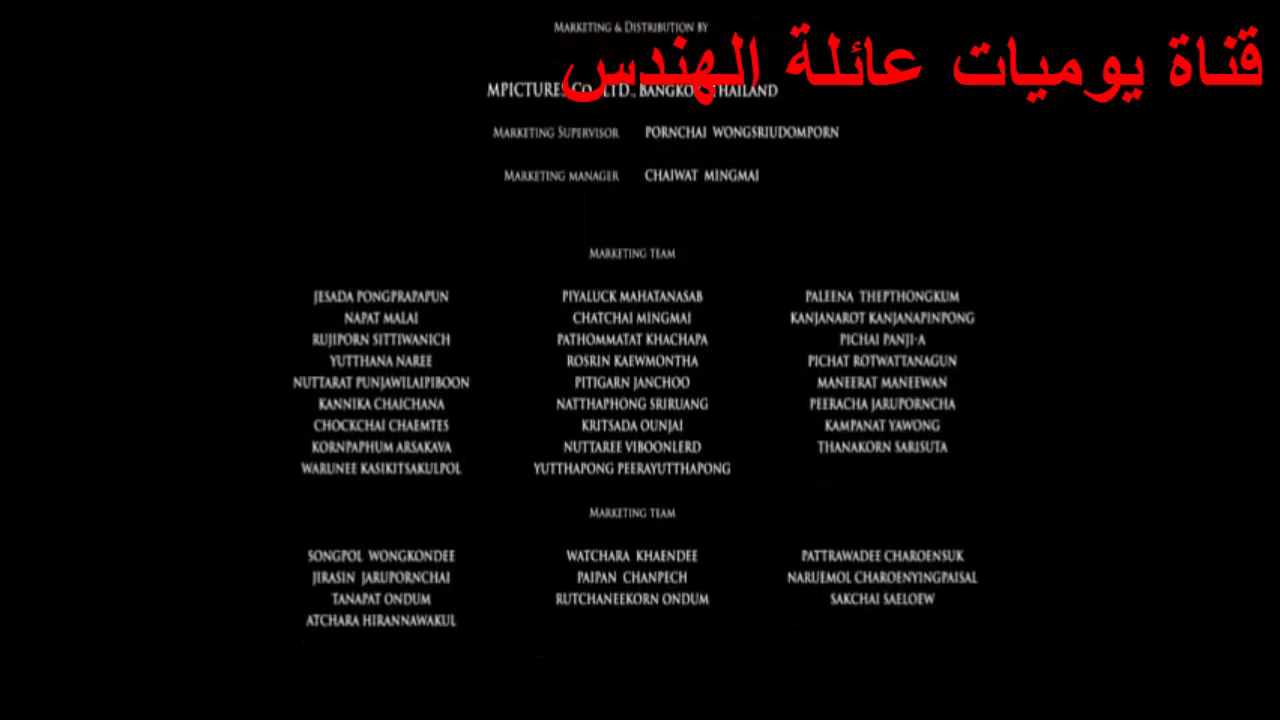 MARKETING & DISTRIBUTION BY
قناة يوميات عائلة الهندس
MPICTURES CO., LTD., BANGKOK THAILAND
MARKETING SUPERVISOR PORNCHAI WONGSRIUDOMPORN
MARKETING MANAGER CHAIWAT MINGMAI
MARKETING TEAM
JESADA PONGPRAPAPUN PIYALUCK MAHATANASAB PALEENA THEPTHONGKUM
NAPAT MALAI CHATCHAI MINGMAI KANJANAROT KANJANAPINPONG
RUJIPORN SITTIWANICH PATHOMMATAT KHACHAPA PICHAI PANJI-A
YUTTHANA NAREE ROSRIN KAEWMONTHA PICHAT ROTWATTANAGUN
NUTTARAT PUNJAWILAIPIBOON PITIGARN JANCHOO MANEERAT MANEEWAN
KANNIKA CHAICHANA NATTHAPHONG SRIRUANG PEERACHA JARUPORNCHA
CHOCKCHAI CHAEMTES KRITSADA OUNJAI KAMPANAT YAWONG
KORNPAPHUM ARSAKAVA NUTTAREE VIBOONLERD THANAKORN SARISUTA
WARUNEE KASIKITSAKULPOL YUTTHAPONG PEERAYUTTHAPONG
MARKETING TEAM
SONGPOL WONGKONDEE WATCHARA KHAENDEE PATTRAWADEE CHAROENSUK
JIRASIN JARUPORNCHAI PAIPAN CHANPECH NARUEMOL CHAROENYINGPAISAL
TANAPAT ONDUM RUTCHANEEKORN ONDUM SAKCHAI SAELOEW
ATCHARA HIRANNAWAKUL